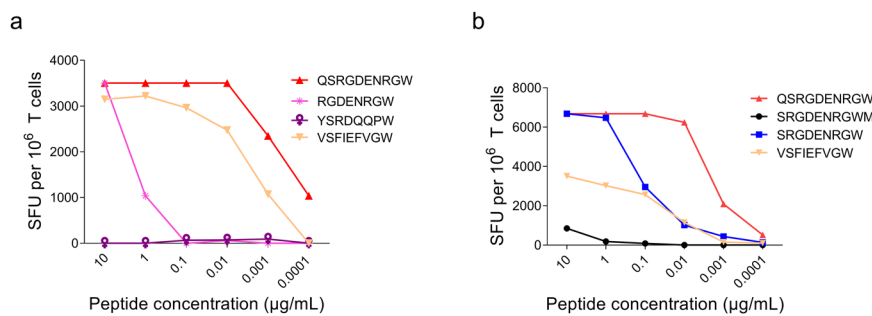 a
SFU per 10⁶ T cells
4000
3000
2000
1000
0
10
1
0.1
0.01
0.001
0.0001
Peptide concentration (µg/mL)
QSRGDENRGW
RGDENRGW
YSRDQQPW
VSFIEFVGW
b
SFU per 10⁶ T cells
8000
6000
4000
2000
0
10
1
0.1
0.01
0.001
0.0001
Peptide concentration (µg/mL)
QSRGDENRGW
SRGDENRGWM
SRGDENRGW
VSFIEFVGW